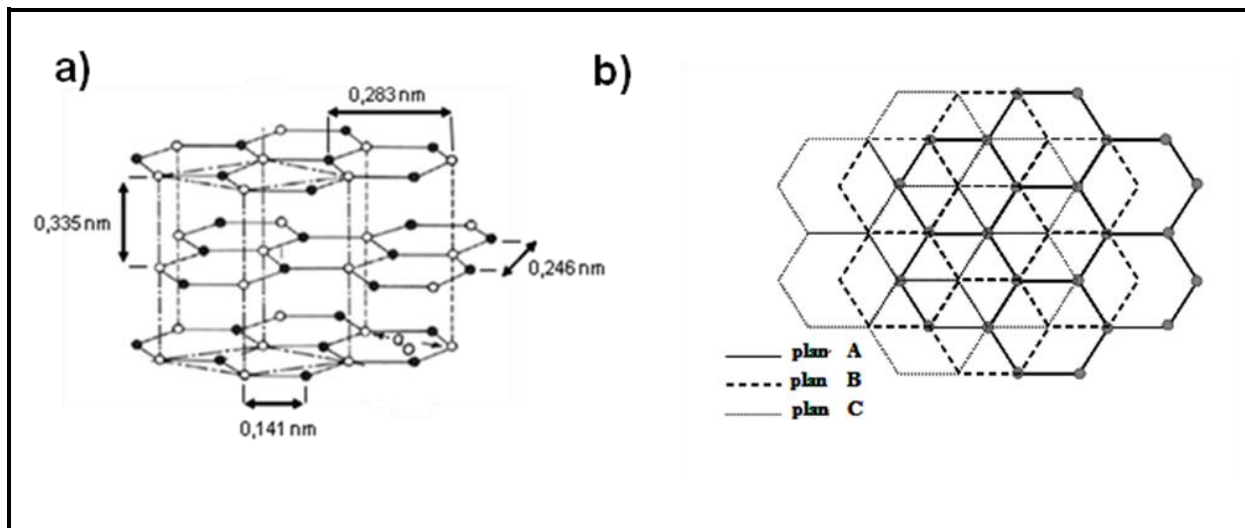 a)
0,283 nm
0,335 nm
0,246 nm
0,141 nm
b)
plan A
plan B
plan C